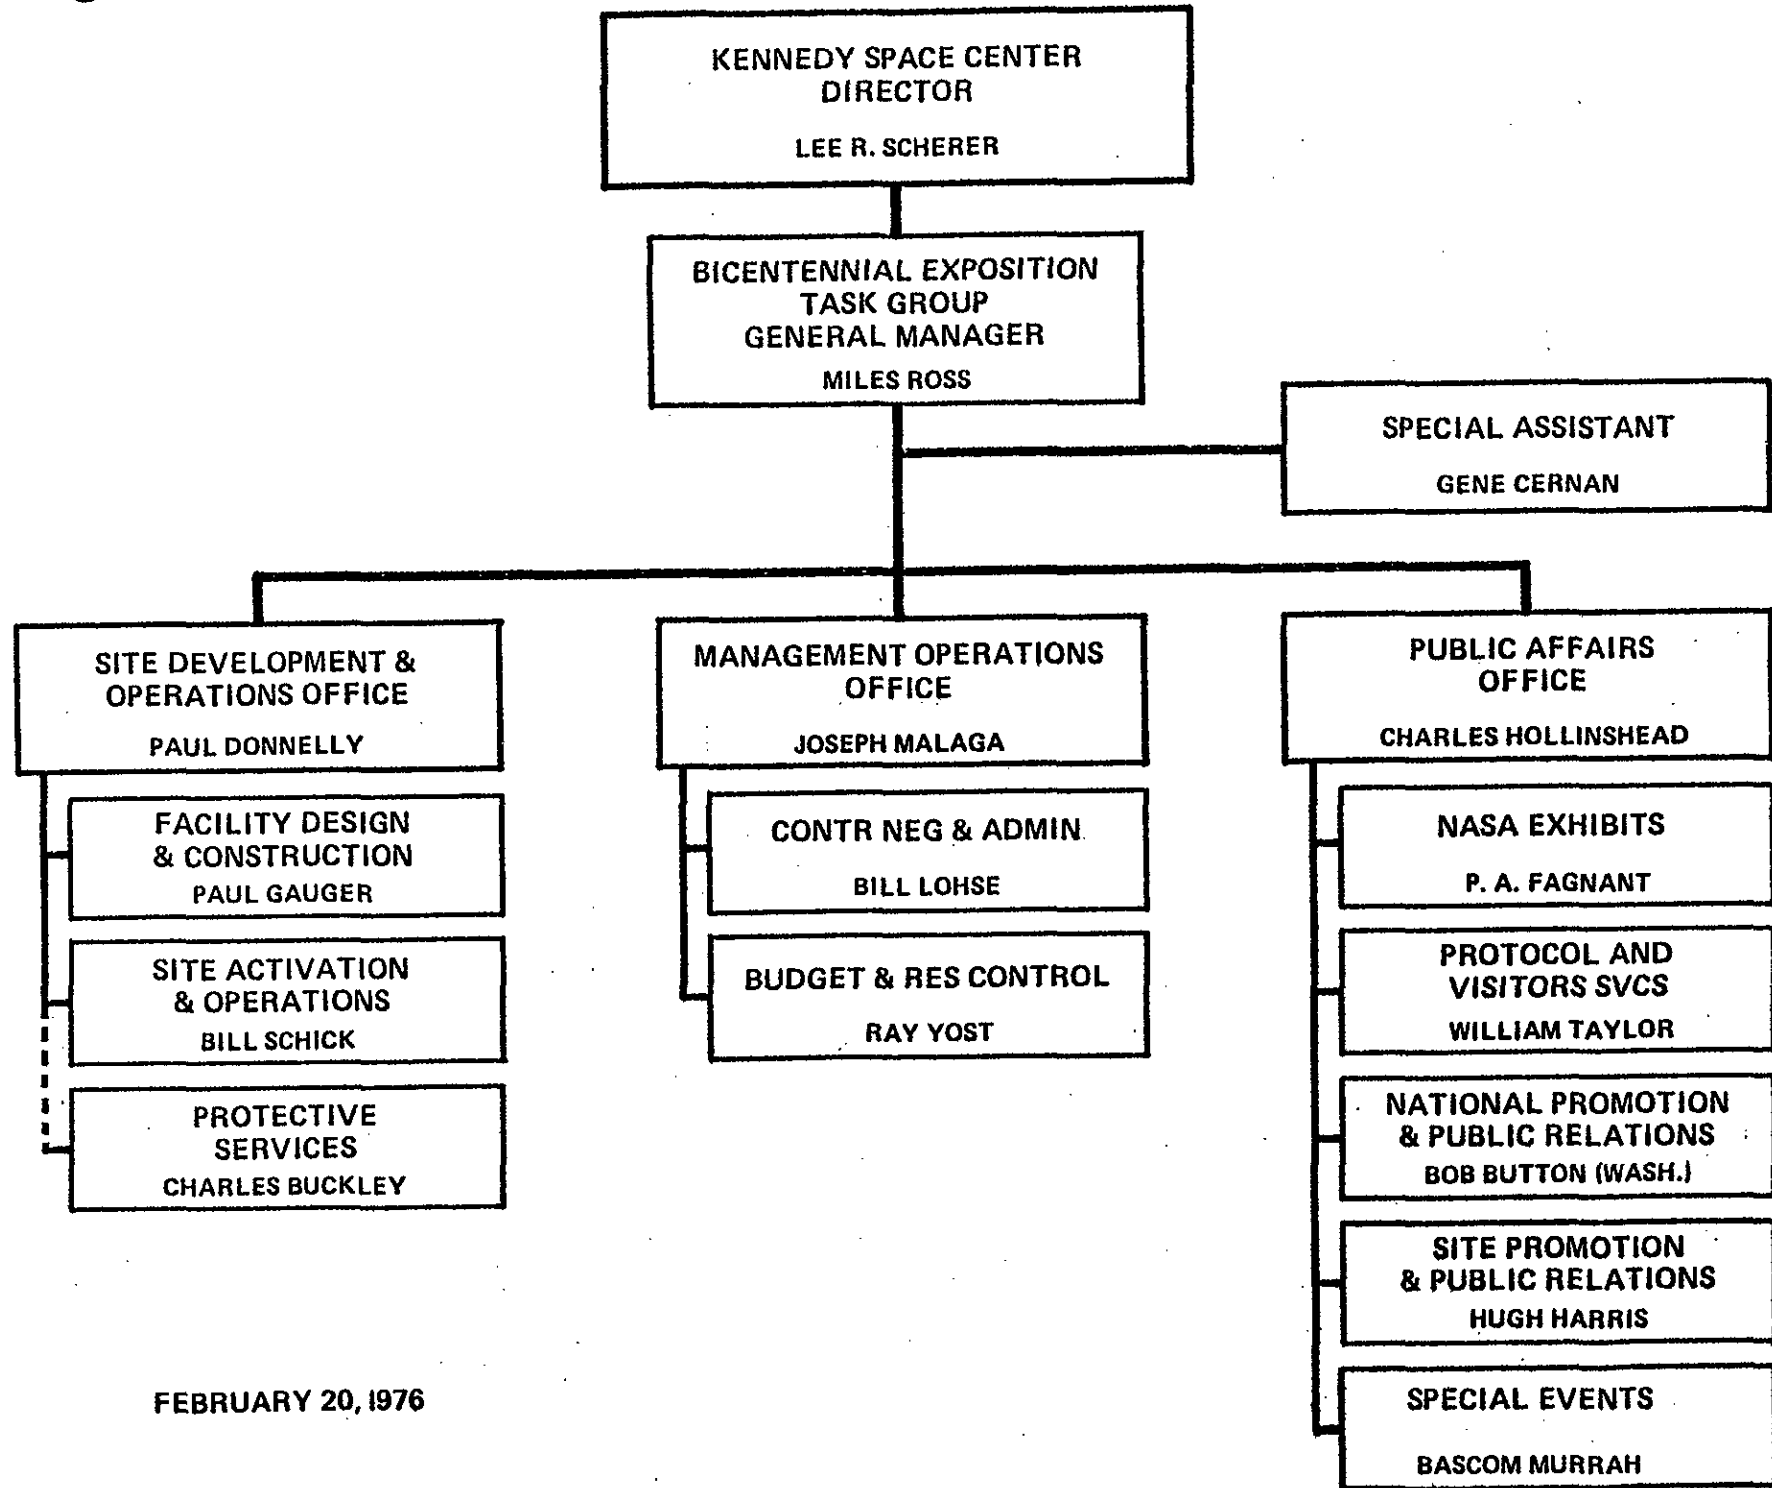 KENNEDY SPACE CENTER
DIRECTOR
LEE R. SCHERER
BICENTENNIAL EXPOSITION
TASK GROUP
GENERAL MANAGER
MILES ROSS
SPECIAL ASSISTANT
GENE CERNAN
SITE DEVELOPMENT &
OPERATIONS OFFICE
PAUL DONNELLY
FACILITY DESIGN
& CONSTRUCTION
PAUL GAUGER
SITE ACTIVATION
& OPERATIONS
BILL SCHICK
PROTECTIVE
SERVICES
CHARLES BUCKLEY
MANAGEMENT OPERATIONS
OFFICE
JOSEPH MALAGA
CONTR NEG & ADMIN
BILL LOHSE
BUDGET & RES CONTROL
RAY YOST
PUBLIC AFFAIRS
OFFICE
CHARLES HOLLINSHEAD
NASA EXHIBITS
P. A. FAGNANT
PROTOCOL AND
VISITORS SVCS
WILLIAM TAYLOR
NATIONAL PROMOTION
& PUBLIC RELATIONS
BOB BUTTON (WASH.)
SITE PROMOTION
& PUBLIC RELATIONS
HUGH HARRIS
SPECIAL EVENTS
BASCOM MURRAH
FEBRUARY 20, 1976